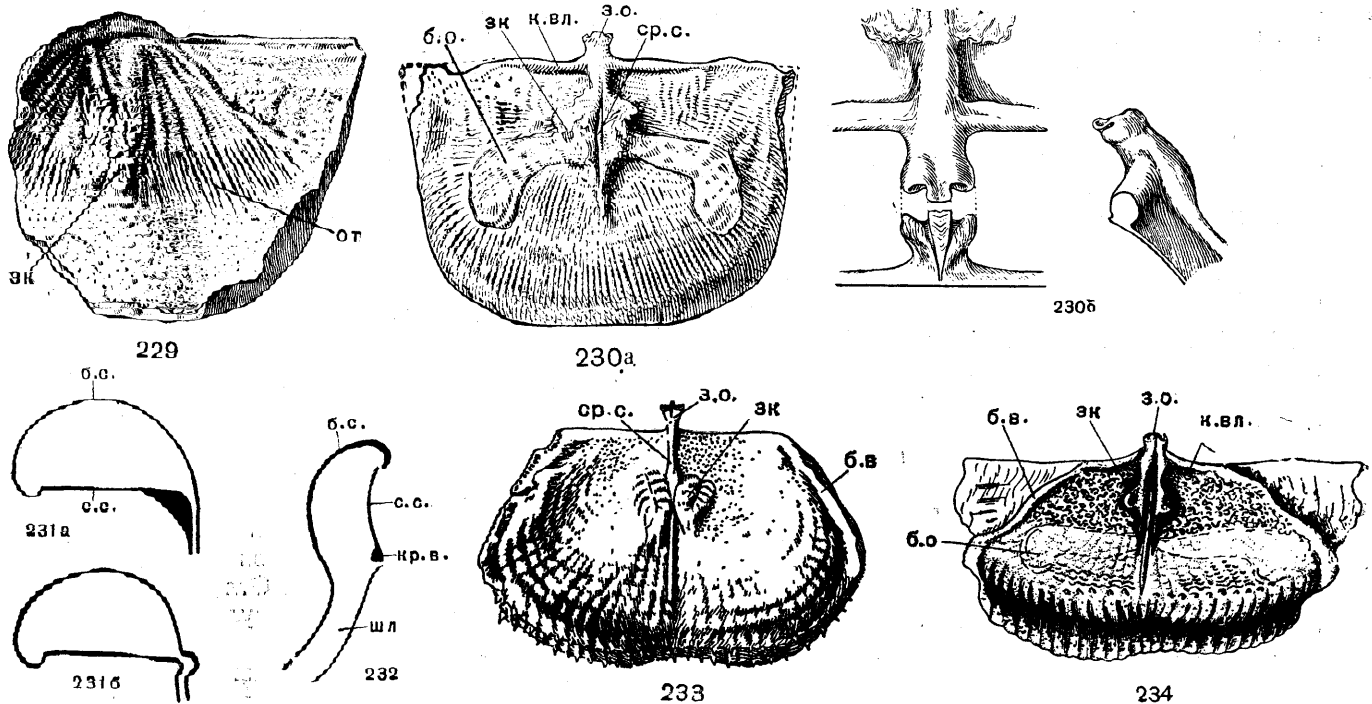 зк
от
229
б.о.
зк
к.вл.
з.о.
ср.с.
230а
230б
б.с.
с.с.
231а
231б
б.с.
с.с.
кр.в.
шл
232
ср.с.
з.о.
зк
б.в
233
б.в.
зк
з.о.
к.вл.
б.о
234